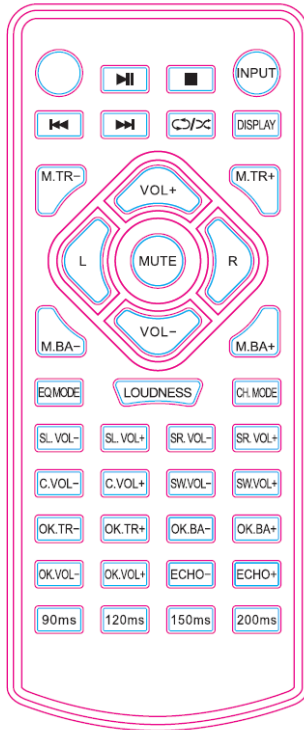 INPUT
DISPLAY
M.TR− M.TR+
VOL+
L MUTE R
VOL−
M.BA− M.BA+
EQ.MODE LOUDNESS CH. MODE
SL. VOL− SL. VOL+ SR. VOL− SR. VOL+
C.VOL− C.VOL+ SW.VOL− SW.VOL+
OK.TR− OK.TR+ OK.BA− OK.BA+
OK.VOL− OK.VOL+ ECHO− ECHO+
90ms 120ms 150ms 200ms